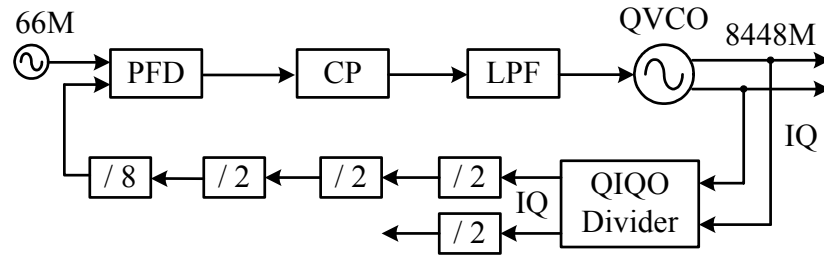 66M
QVCO
8448M
PFD
CP
LPF
IQ
/ 8
/ 2
/ 2
/ 2
IQ
QIQO
Divider
/ 2